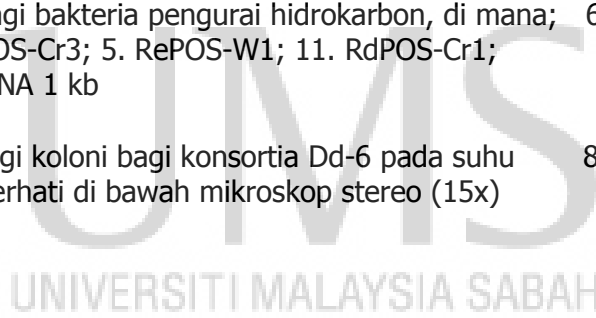 gi bakteria pengurai hidrokarbon, di mana; 6
OS-Cr3; 5. RePOS-W1; 11. RdPOS-Cr1;
NA 1 kb
gi koloni bagi konsortia Dd-6 pada suhu 8
erhati di bawah mikroskop stereo (15x)
UMS
UNIVERSITI MALAYSIA SABAH